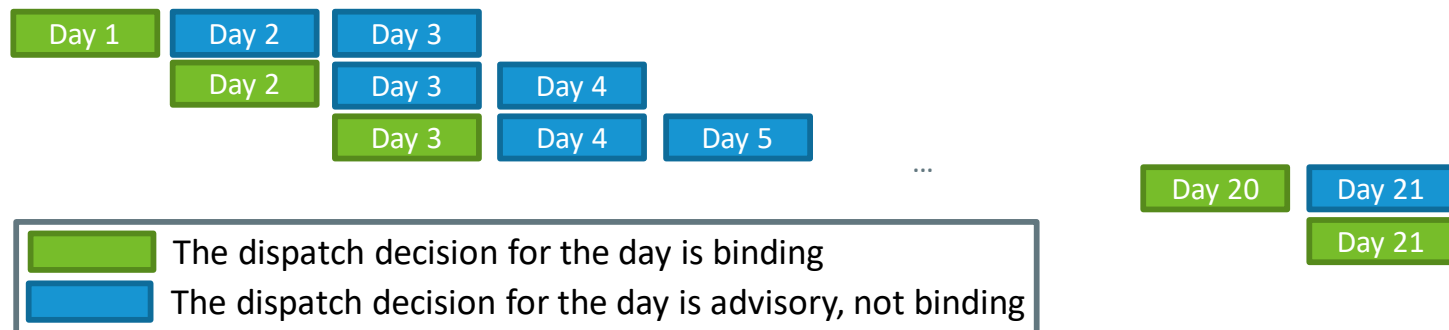 Day 1 Day 2 Day 3
Day 2 Day 3 Day 4
Day 3 Day 4 Day 5
...
Day 20 Day 21
Day 21
The dispatch decision for the day is binding
The dispatch decision for the day is advisory, not binding